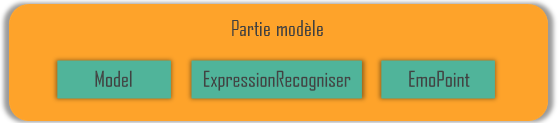 Partie modèle
Model
ExpressionRecogniser
EmoPoint